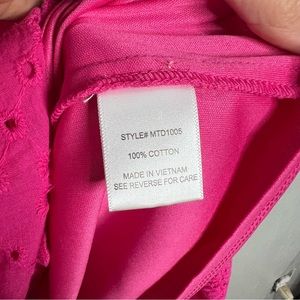 STYLE# MTD1005
100% COTTON
MADE IN VIETNAM
SEE REVERSE FOR CARE